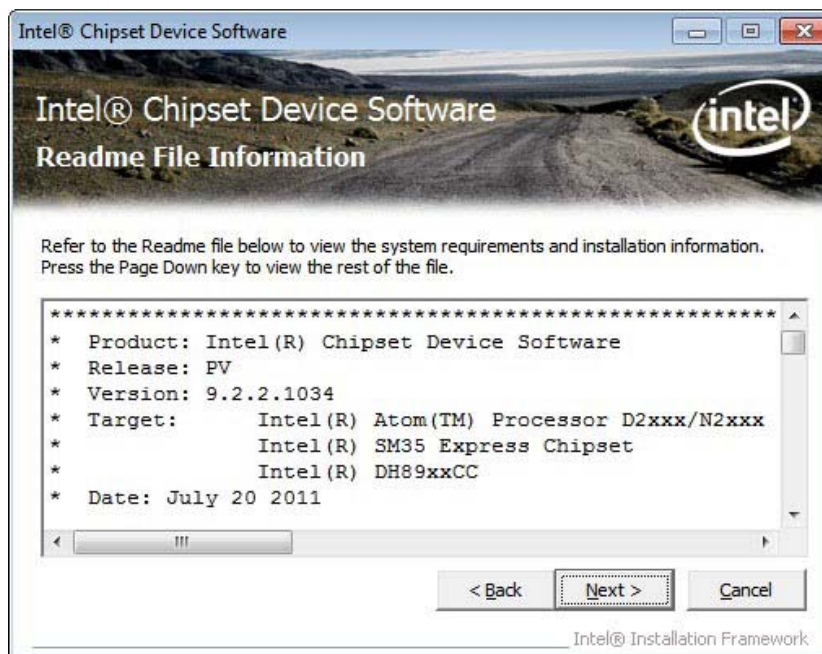 Intel® Chipset Device Software
Intel® Chipset Device Software
intel
Readme File Information
Refer to the Readme file below to view the system requirements and installation information.
Press the Page Down key to view the rest of the file.
********************************************************
* Product: Intel(R) Chipset Device Software
* Release: PV
* Version: 9.2.2.1034
* Target: Intel(R) Atom(TM) Processor D2xxx/N2xxx
* Intel(R) SM35 Express Chipset
* Intel(R) DH89xxCC
* Date: July 20 2011
< Back Next > Cancel
Intel® Installation Framework